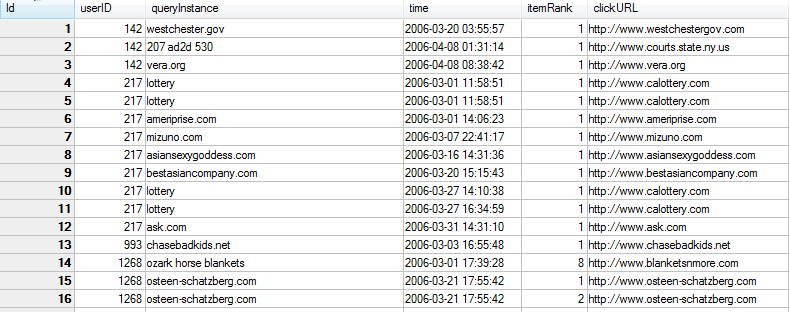 Id userID queryInstance time itemRank clickURL
1 142 westchester.gov 2006-03-20 03:55:57 1 http://www.westchestergov.com
2 142 207 ad2d 530 2006-04-08 01:31:14 1 http://www.courts.state.ny.us
3 142 vera.org 2006-04-08 08:38:42 1 http://www.vera.org
4 217 lottery 2006-03-01 11:58:51 1 http://www.calottery.com
5 217 lottery 2006-03-01 11:58:51 1 http://www.calottery.com
6 217 ameriprise.com 2006-03-01 14:06:23 1 http://www.ameriprise.com
7 217 mizuno.com 2006-03-07 22:41:17 1 http://www.mizuno.com
8 217 asiansexygoddess.com 2006-03-16 14:31:36 1 http://www.asiansexygoddess.com
9 217 bestasiancompany.com 2006-03-20 15:15:43 1 http://www.bestasiancompany.com
10 217 lottery 2006-03-27 14:10:38 1 http://www.calottery.com
11 217 lottery 2006-03-27 16:34:59 1 http://www.calottery.com
12 217 ask.com 2006-03-31 14:31:10 1 http://www.ask.com
13 993 chasebadkids.net 2006-03-03 16:55:48 1 http://www.chasebadkids.net
14 1268 ozark horse blankets 2006-03-01 17:39:28 8 http://www.blanketsnmore.com
15 1268 osteen-schatzberg.com 2006-03-21 17:55:42 1 http://www.osteen-schatzberg.com
16 1268 osteen-schatzberg.com 2006-03-21 17:55:42 2 http://www.osteen-schatzberg.com